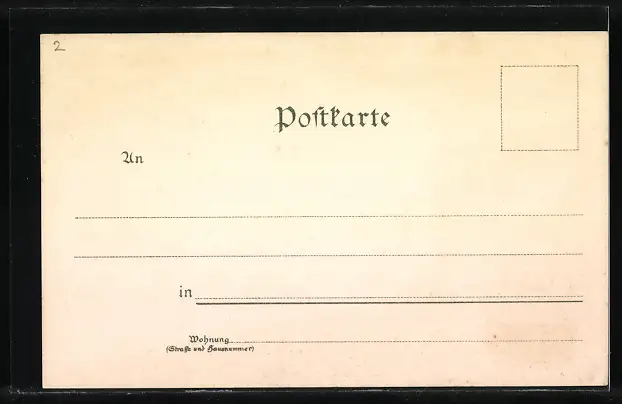 2
Poſtkarte
An
in
Wohnung
(Straße und Hausnummer)